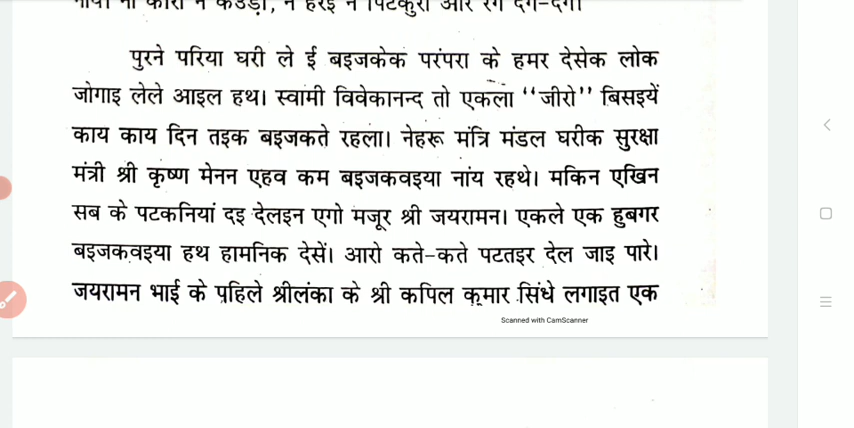 पुरने परिया घरी ले ई बइजकेक परंपरा के हमर देसेक लोक
जोगाइ लेले आइल हथ। स्वामी विवेकानन्द तो एकला “जीरो” बिसइयें
काय काय दिन तइक बइजकते रहला। नेहरू मंत्रि मंडल घरीक सुरक्षा
मंत्री श्री कृष्ण मेनन एहव कम बइजकवइया नांय रहथे। मकिन एखिन
सब के पटकनियां दइ देलइन एगो मजूर श्री जयरामन। एकले एक हुबगर
बइजकवइया हथ हामनिक देसें। आरो कते-कते पटतइर देल जाइ पारे।
जयरामन भाई के पहिले श्रीलंका के श्री कपिल कुमार सिंधे लगाइत एक
Scanned with CamScanner